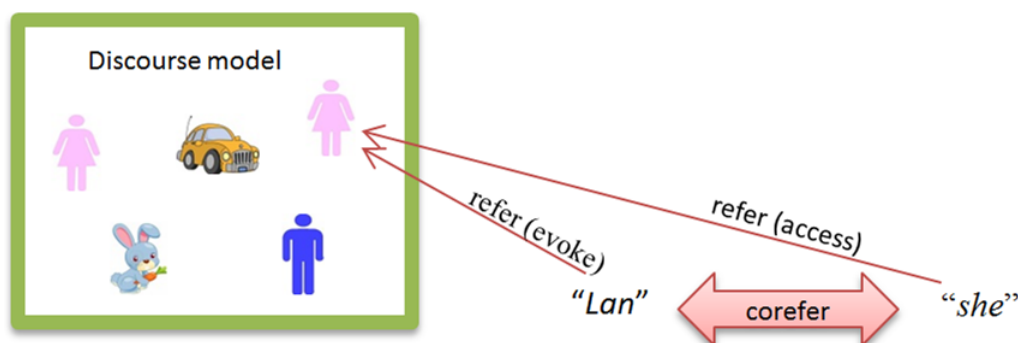 Discourse model
refer (evoke)
refer (access)
“Lan”
corefer
“she”